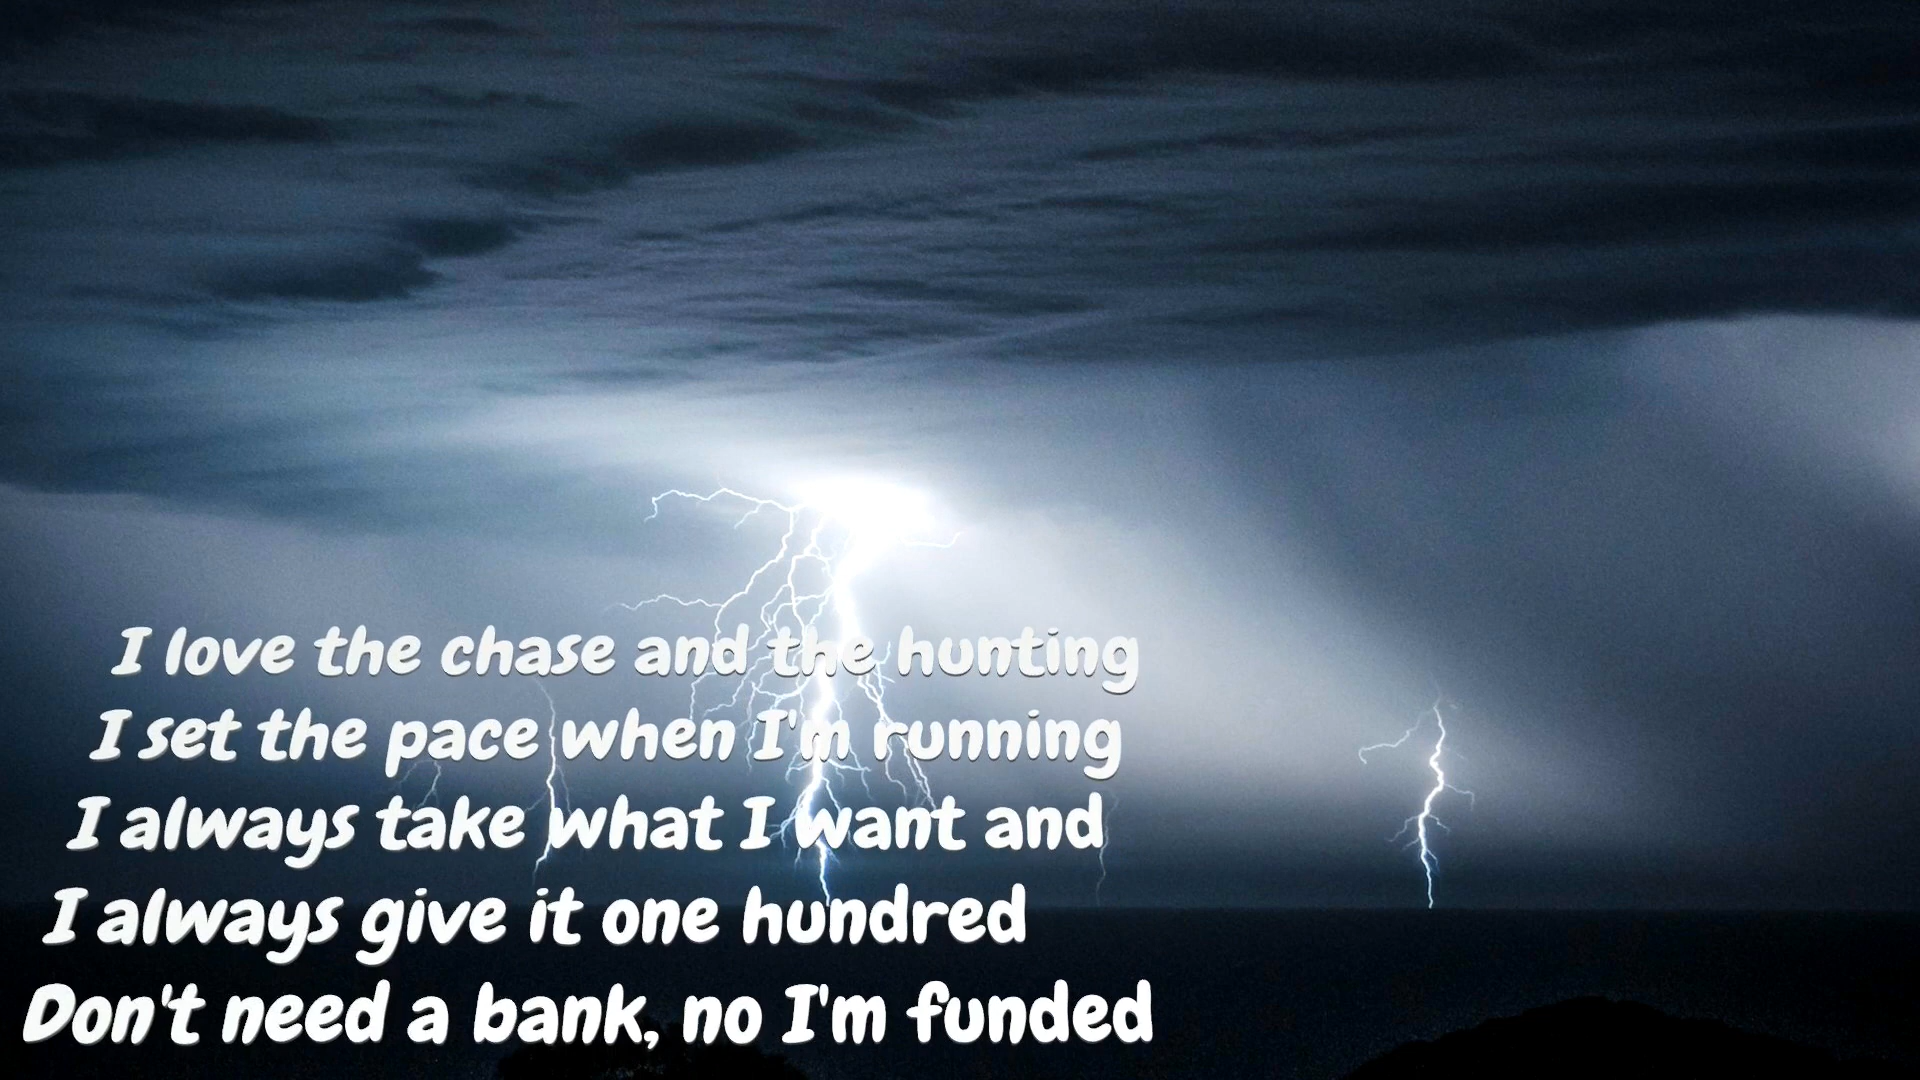 I love the chase and the hunting
I set the pace when I'm running
I always take what I want and
I always give it one hundred
Don't need a bank, no I'm funded